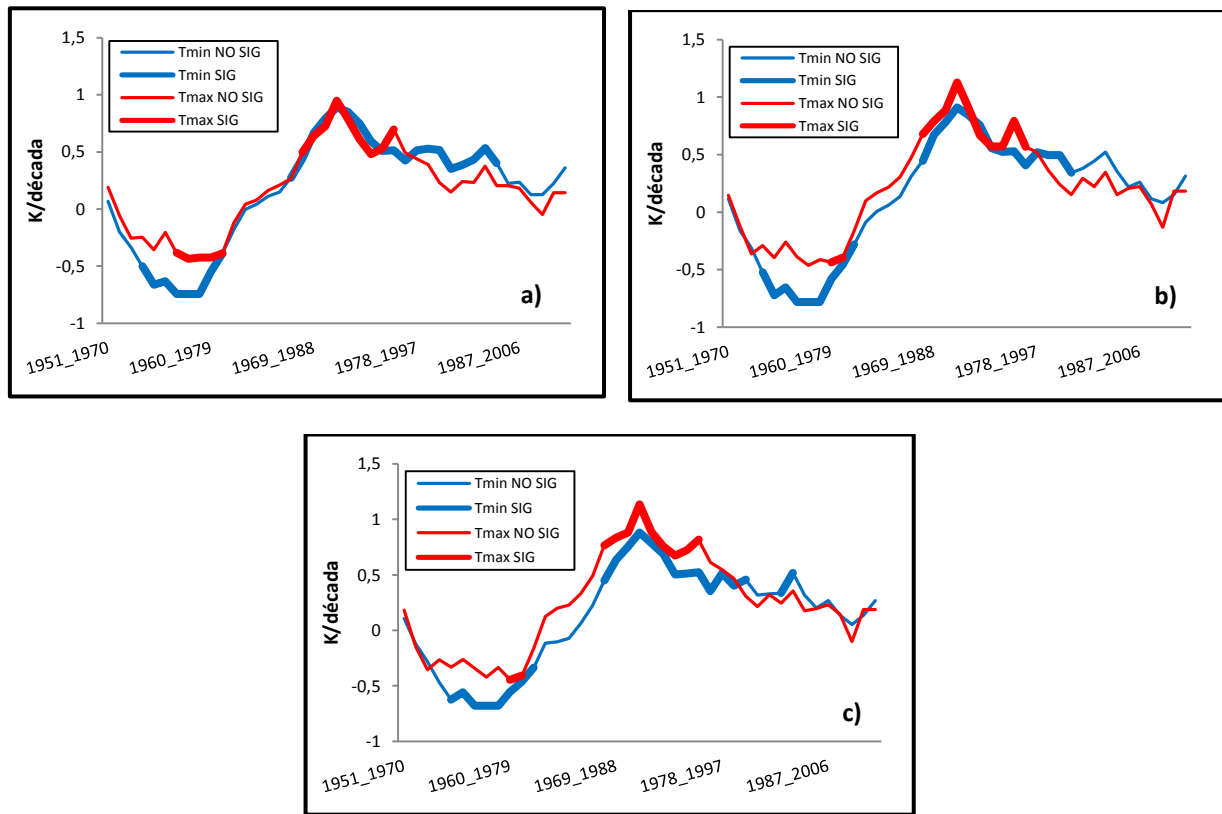 1,5
1
0,5
0
-0,5
-1
K/década
Tmin NO SIG
Tmin SIG
Tmax NO SIG
Tmax SIG
a)
1951_1970
1960_1979
1969_1988
1978_1997
1987_2006
1,5
1
0,5
0
-0,5
-1
K/década
Tmin NO SIG
Tmin SIG
Tmax NO SIG
Tmax SIG
b)
1951_1970
1960_1979
1969_1988
1978_1997
1987_2006
1,5
1
0,5
0
-0,5
-1
K/década
Tmin NO SIG
Tmin SIG
Tmax NO SIG
Tmax SIG
c)
1951_1970
1960_1979
1969_1988
1978_1997
1987_2006